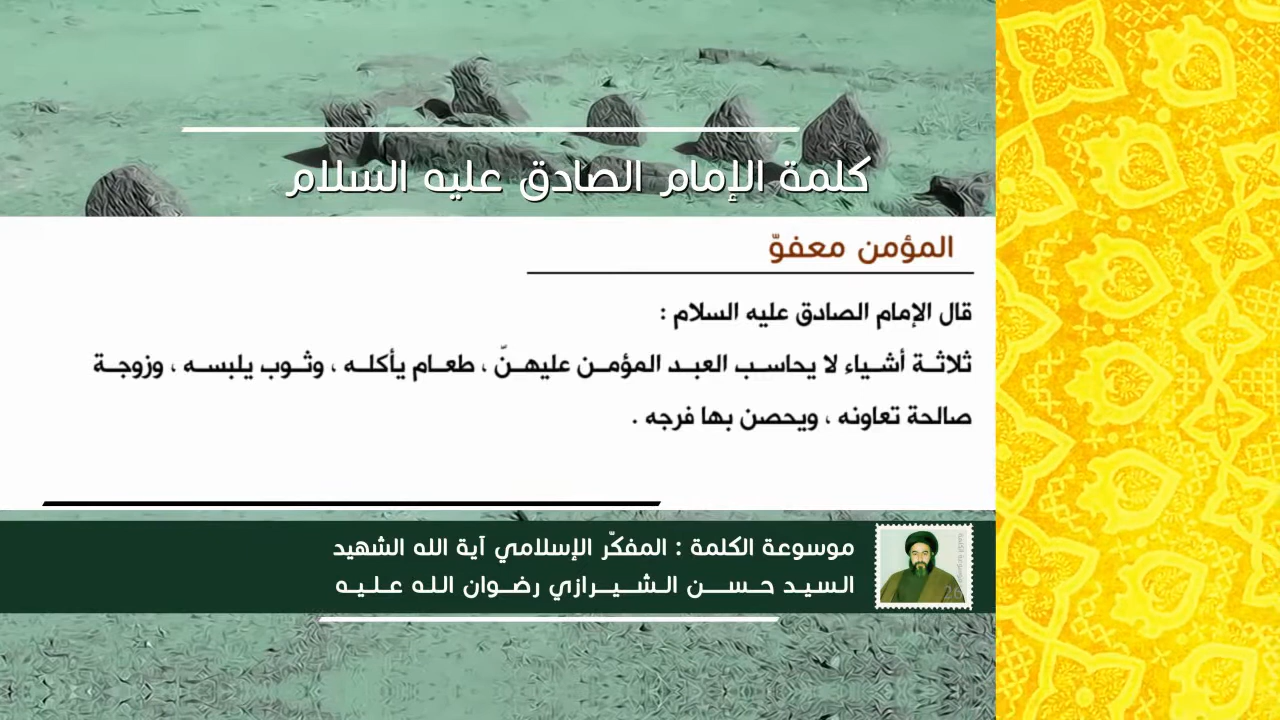 كلمة الإمام الصادق عليه السلام
المؤمن معفوّ
قال الإمام الصادق عليه السلام :
ثلاثة أشياء لا يحاسب العبد المؤمن عليهنّ ، طعام يأكله ، وثوب يلبسه ، وزوجة
صالحة تعاونه ، ويحصن بها فرجه .
موسوعة الكلمة : المفكّر الإسلامي آية الله الشهيد
السيد حسن الشيرازي رضوان الله عليه
26